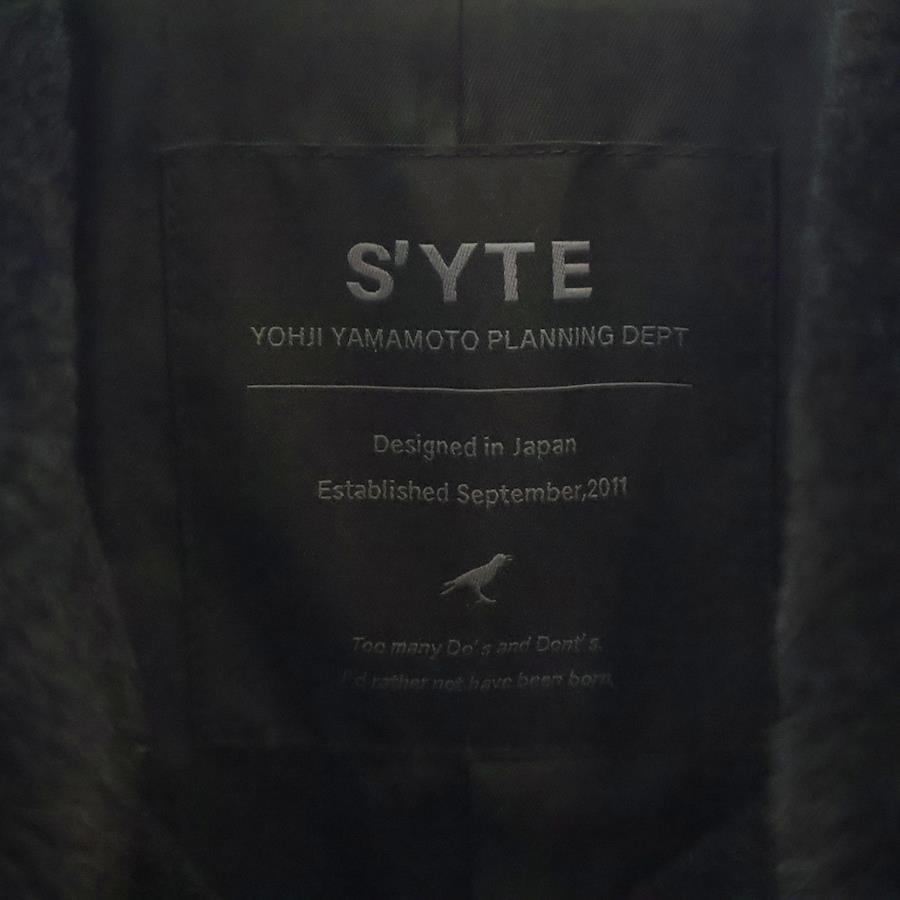 S'YTE
YOHJI YAMAMOTO PLANNING DEPT
Designed in Japan
Established September,2011
Too many Do's and Dont's.
I'd rather not have been born.